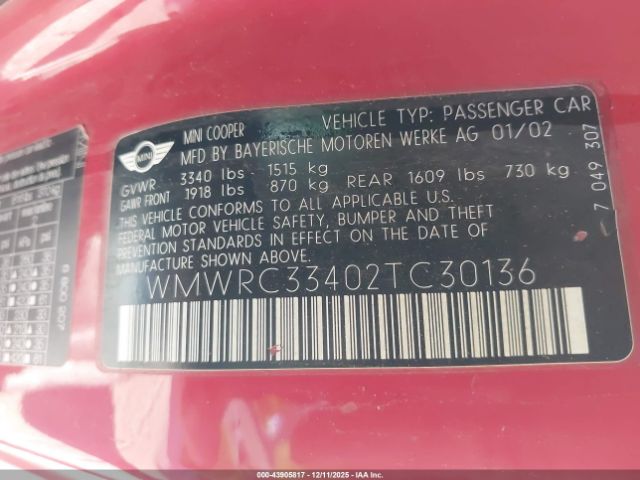 MINI
MINI COOPER
VEHICLE TYP: PASSENGER CAR
MFD BY BAYERISCHE MOTOREN WERKE AG 01/02
GVWR 3340 lbs - 1515 kg
GAWR FRONT 1918 lbs 870 kg REAR 1609 lbs 730 kg
THIS VEHICLE CONFORMS TO ALL APPLICABLE U.S.
FEDERAL MOTOR VEHICLE SAFETY, BUMPER AND THEFT
PREVENTION STANDARDS IN EFFECT ON THE DATE OF
MANUFACTURE SHOWN ABOVE.
WMWRC33402TC30136
7 049 307
000-43905817 - 12/11/2025 - IAAI.COM